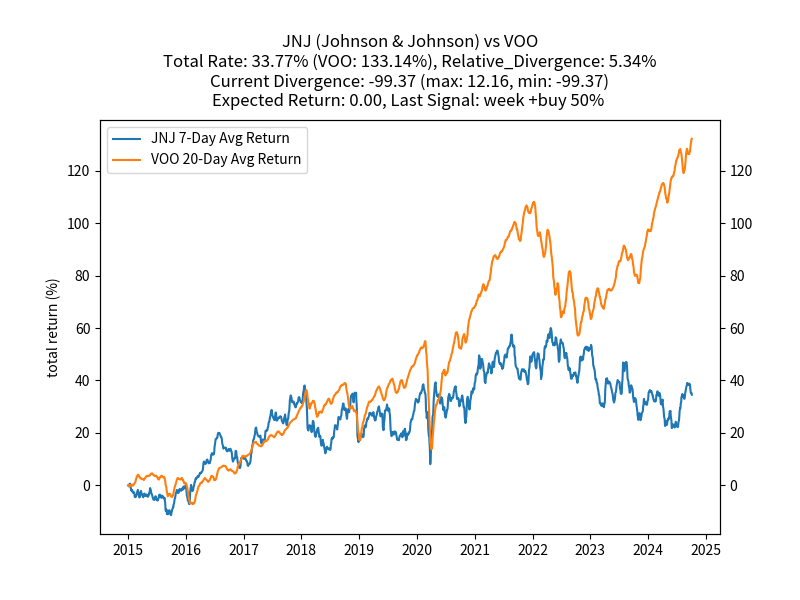 JNJ (Johnson & Johnson) vs VOO
Total Rate: 33.77% (VOO: 133.14%), Relative_Divergence: 5.34%
Current Divergence: -99.37 (max: 12.16, min: -99.37)
Expected Return: 0.00, Last Signal: week +buy 50%
JNJ 7-Day Avg Return
VOO 20-Day Avg Return
total return (%)
120 120
100 100
80 80
60 60
40 40
20 20
0 0
2015 2016 2017 2018 2019 2020 2021 2022 2023 2024 2025